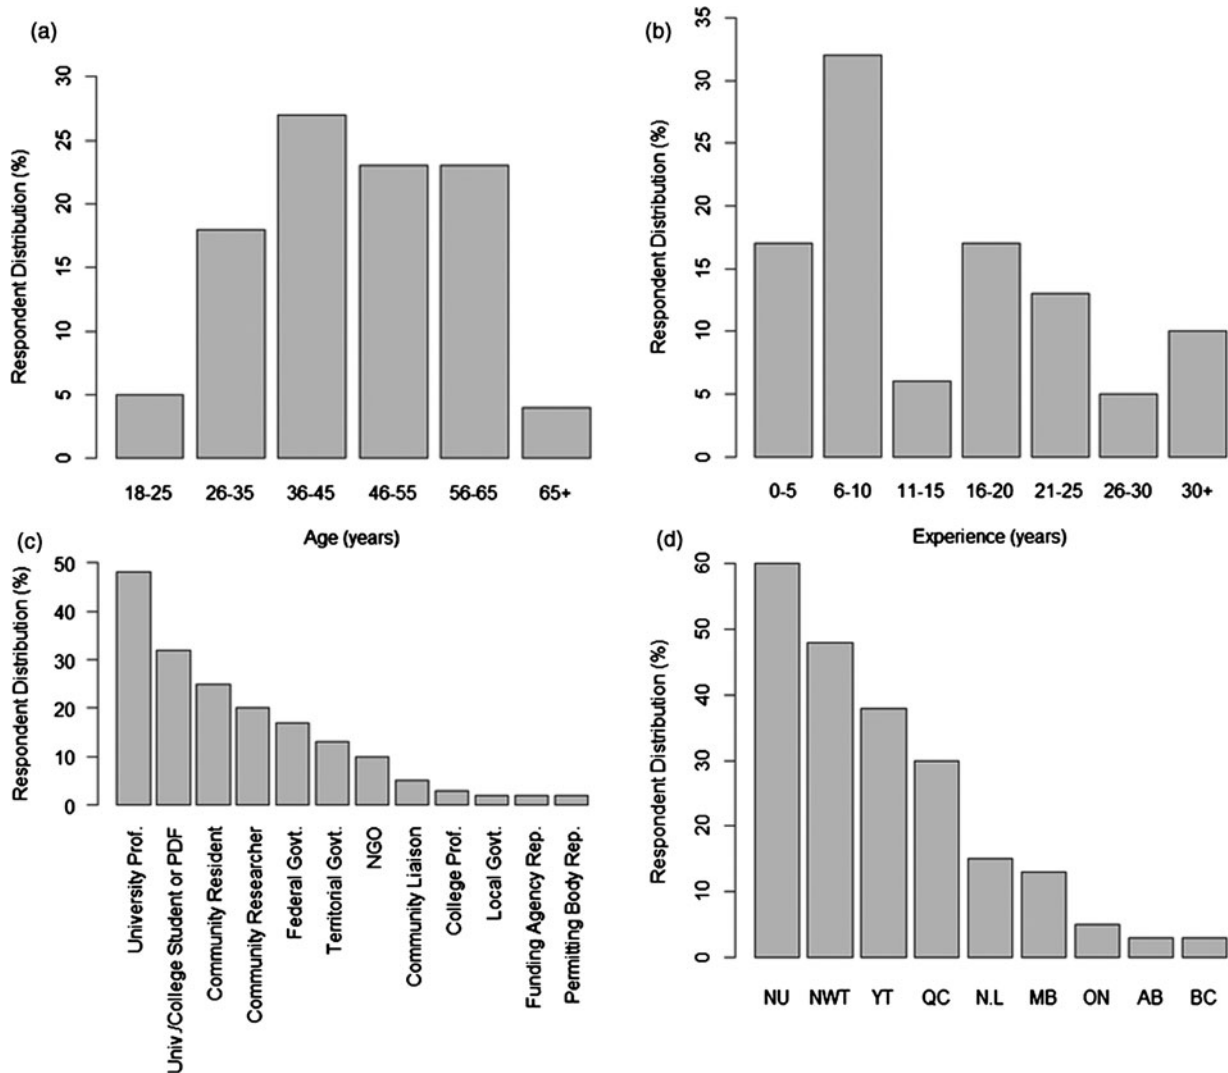 (a)
Respondent Distribution (%)
30
25
20
15
10
5
0
18-25 26-35 36-45 46-55 56-65 65+
Age (years)
(b)
Respondent Distribution (%)
35
30
25
20
15
10
5
0
0-5 6-10 11-15 16-20 21-25 26-30 30+
Experience (years)
(c)
Respondent Distribution (%)
50
40
30
20
10
0
University Prof.
Univ./College Student or PDF
Community Resident
Community Researcher
Federal Govt.
Territorial Govt.
NGO
Community Liaison
College Prof.
Local Govt.
Funding Agency Rep.
Permitting Body Rep.
(d)
Respondent Distribution (%)
60
50
40
30
20
10
0
NU NWT YT QC N.L MB ON AB BC